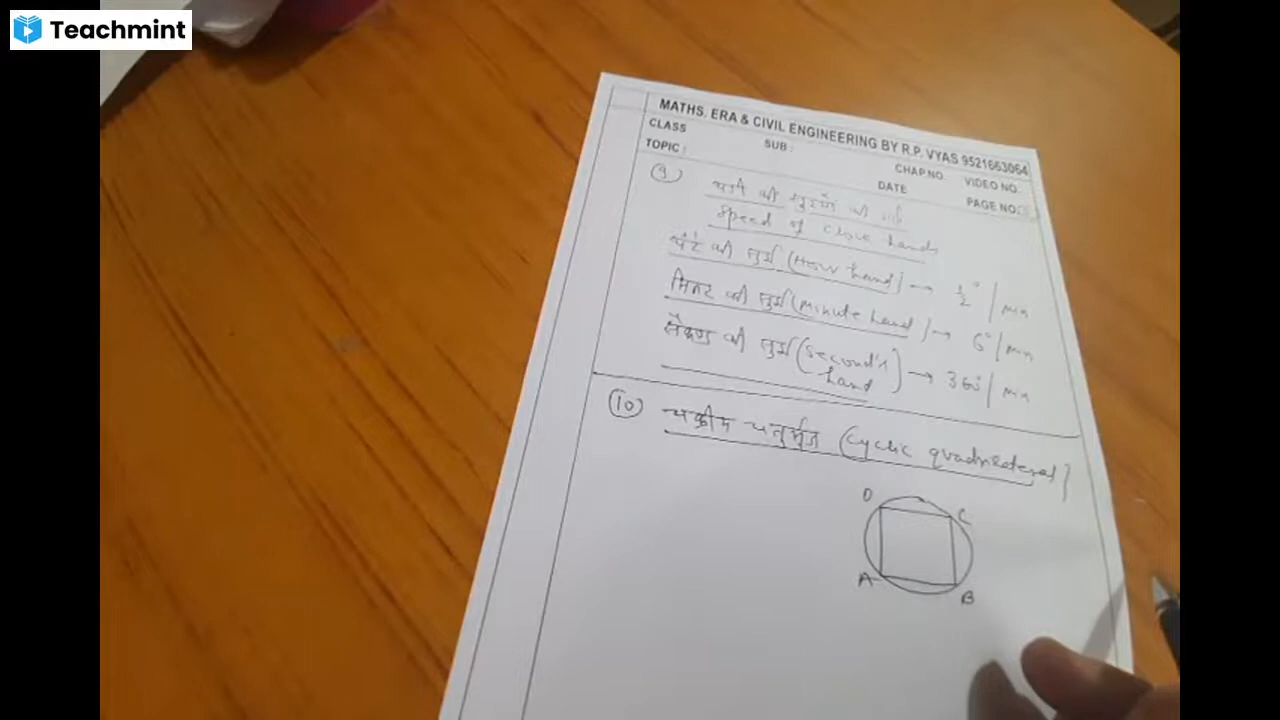 Teachmint
MATHS. ERA & CIVIL ENGINEERING BY R.P. VYAS 9521663064
CLASS SUB : CHAP.NO VIDEO NO.
TOPIC : DATE PAGE NO.
9 घड़ी की सुइयों की
Speed of Clock hands
घंटे की सुई (Hour hand) → 1/2° / min
मिनट की सुई (minute hand) → 6° / min
सैकण्ड की सुई (Second's hand) → 360° / min
10 चक्रीय चतुर्भुज (Cyclic quadrilateral)
D C
A B